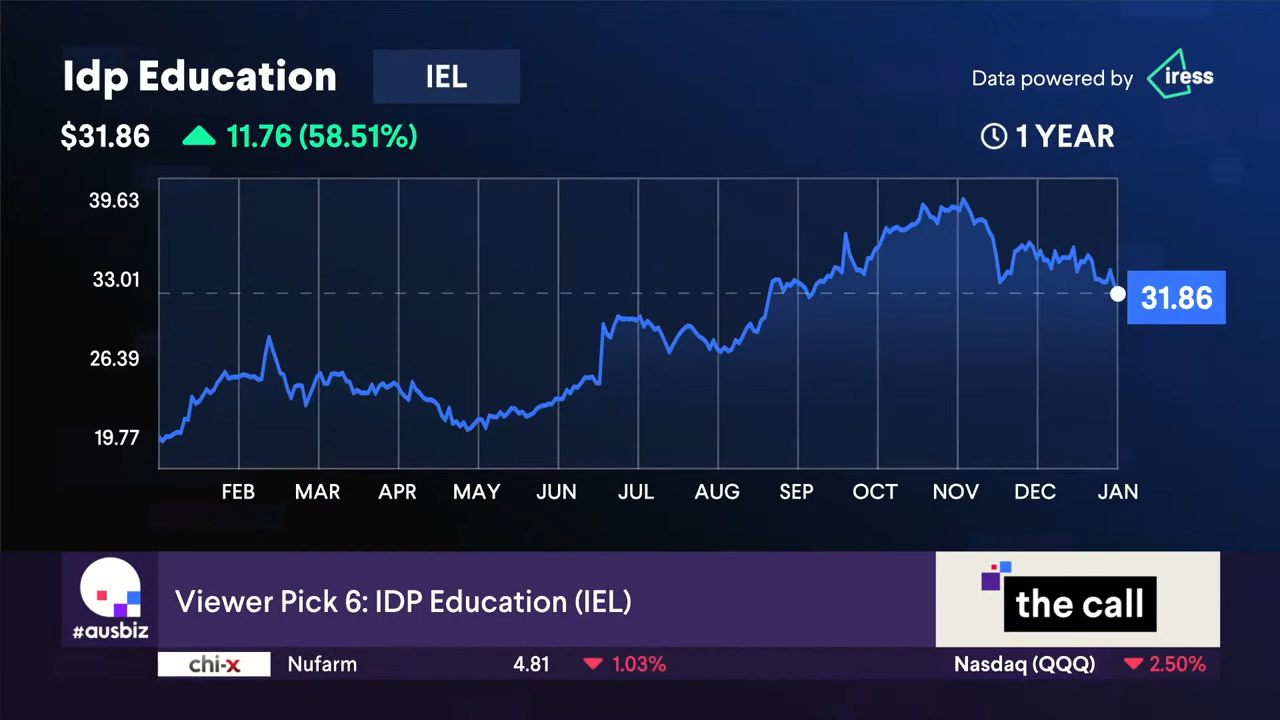 Idp Education IEL
Data powered by iress
$31.86 ▲ 11.76 (58.51%)
1 YEAR
39.63
33.01
26.39
19.77
31.86
FEB MAR APR MAY JUN JUL AUG SEP OCT NOV DEC JAN
#ausbiz
Viewer Pick 6: IDP Education (IEL)
the call
chi-x Nufarm 4.81 ▼ 1.03% Nasdaq (QQQ) ▼ 2.50%